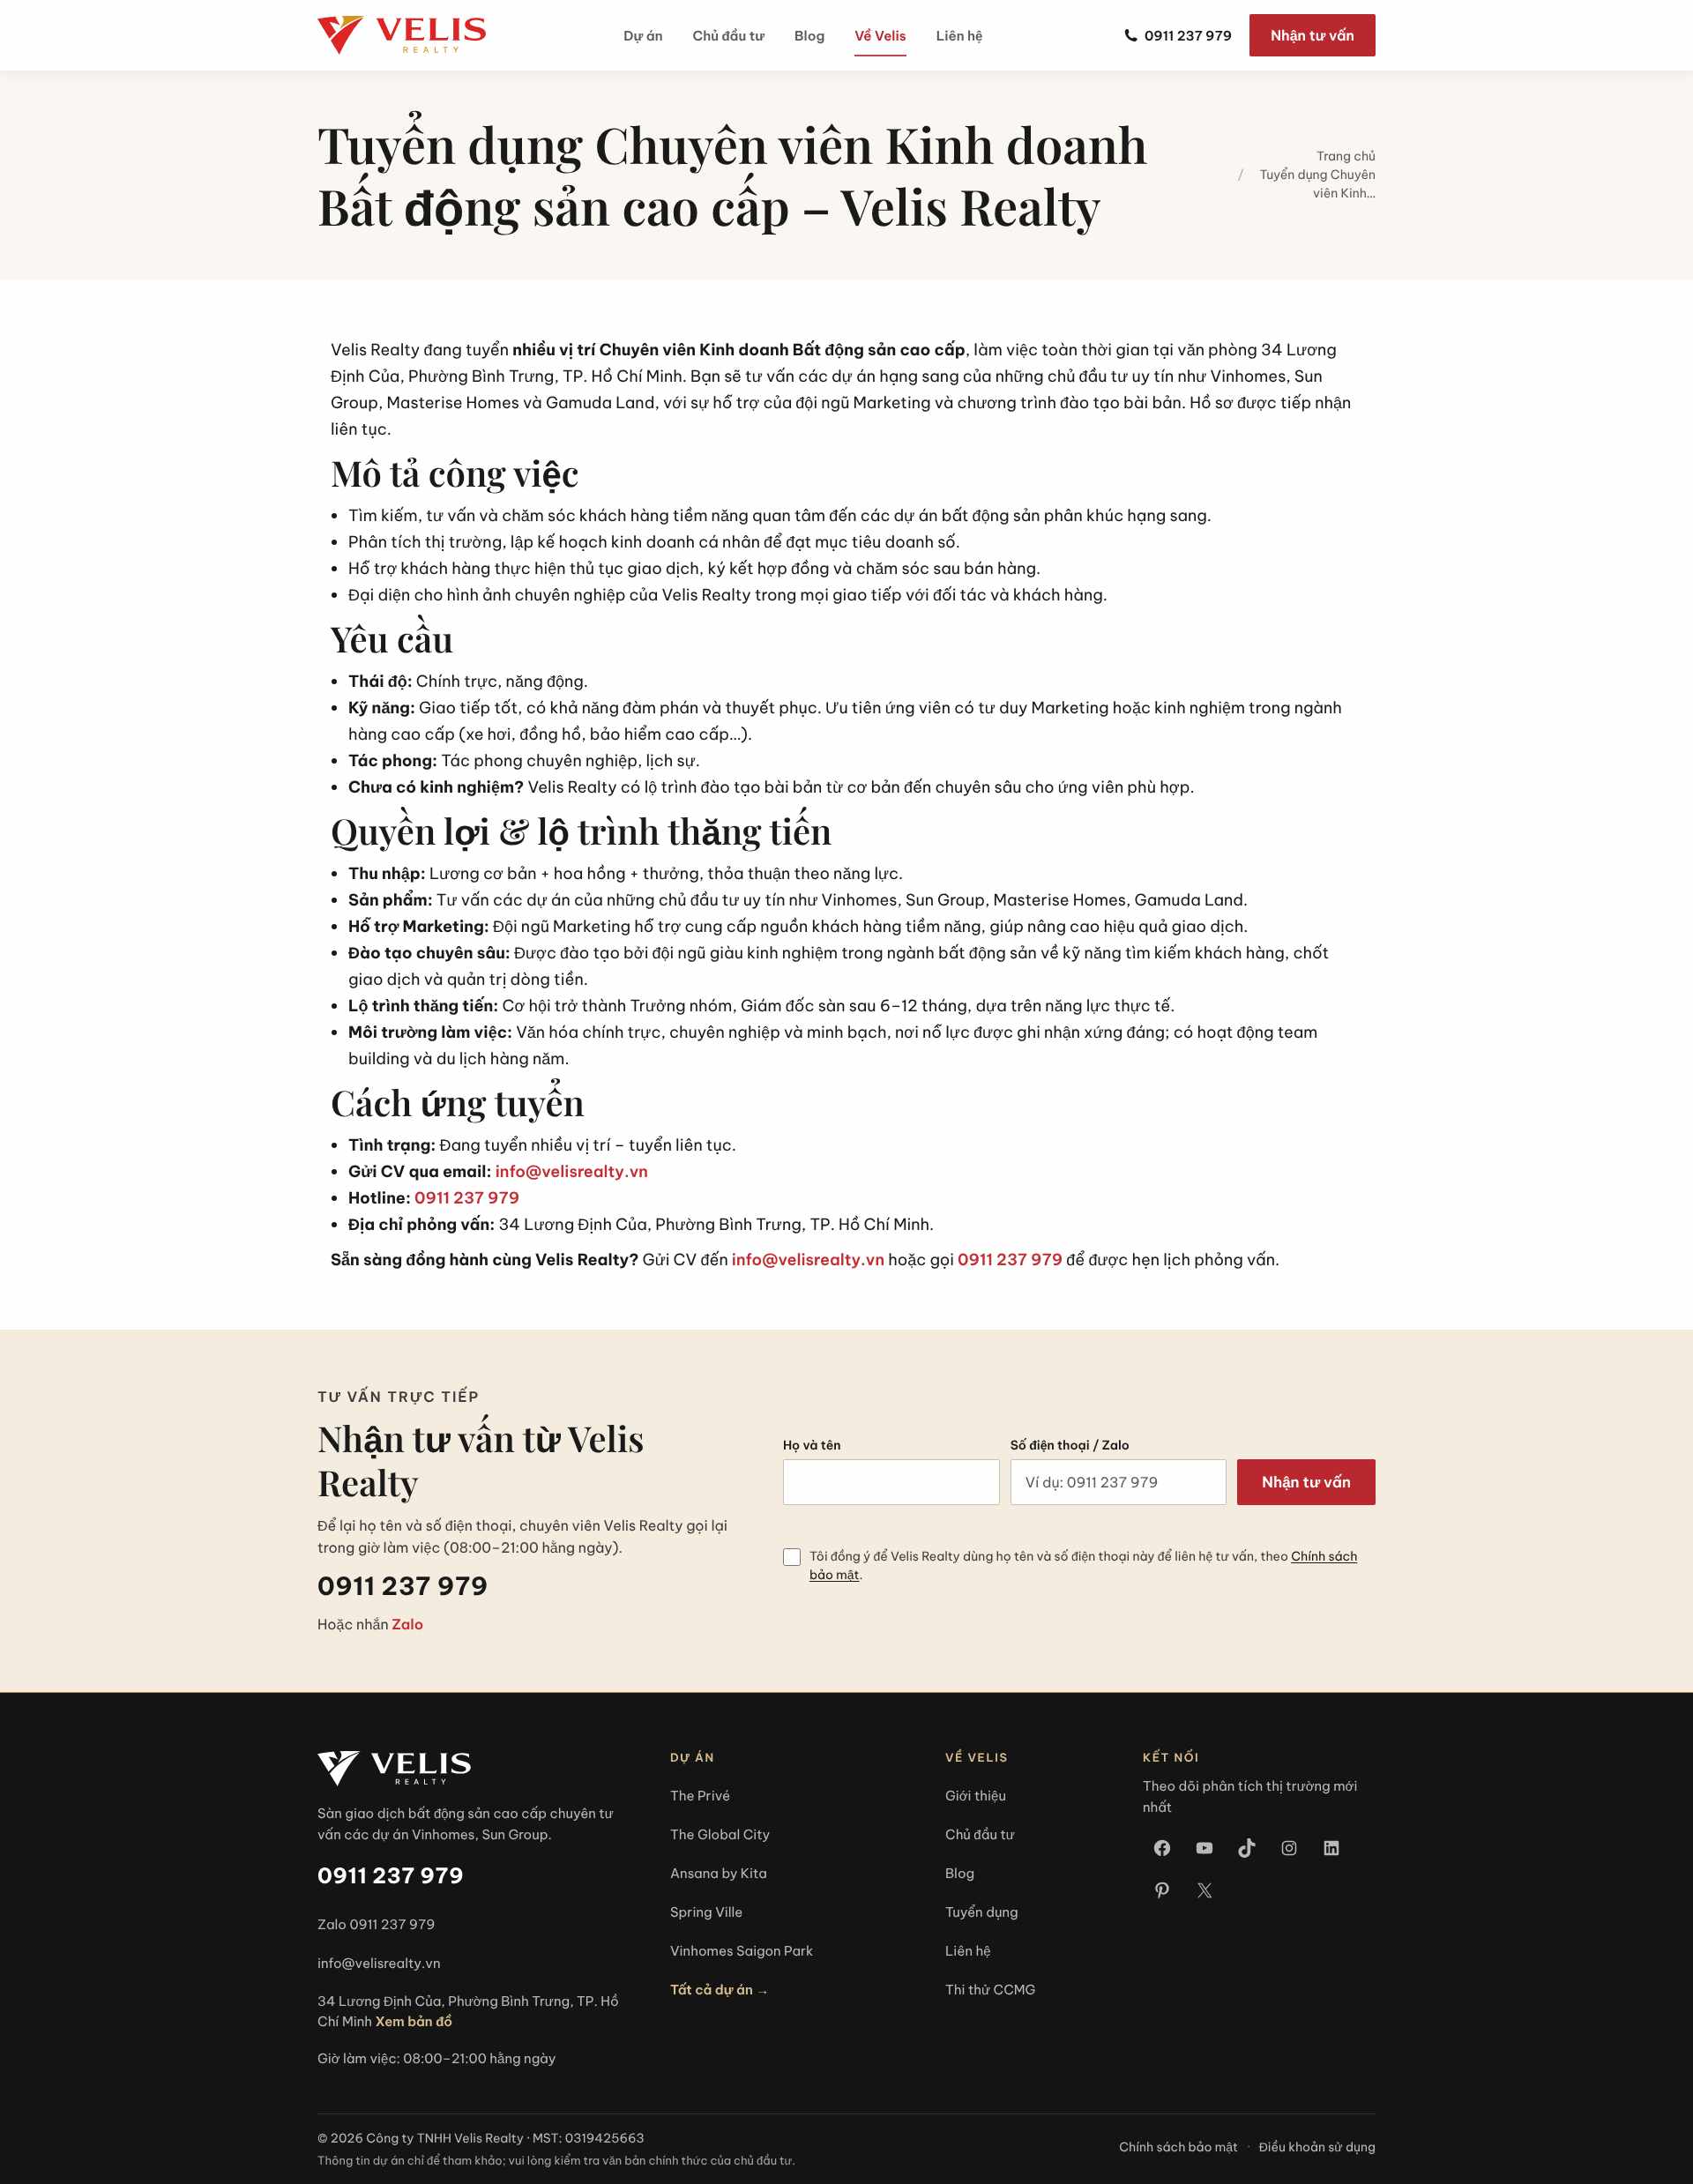 VELIS
REALTY
Dự án
Chủ đầu tư
Blog
Về Velis
Liên hệ
0911 237 979
Nhận tư vấn
Tuyển dụng Chuyên viên Kinh doanh
Bất động sản cao cấp – Velis Realty
Trang chủ
/ Tuyển dụng Chuyên
viên Kinh...
Velis Realty đang tuyển nhiều vị trí Chuyên viên Kinh doanh Bất động sản cao cấp, làm việc toàn thời gian tại văn phòng 34 Lương
Định Của, Phường Bình Trưng, TP. Hồ Chí Minh. Bạn sẽ tư vấn các dự án hạng sang của những chủ đầu tư uy tín như Vinhomes, Sun
Group, Masterise Homes và Gamuda Land, với sự hỗ trợ của đội ngũ Marketing và chương trình đào tạo bài bản. Hồ sơ được tiếp nhận
liên tục.
Mô tả công việc
• Tìm kiếm, tư vấn và chăm sóc khách hàng tiềm năng quan tâm đến các dự án bất động sản phân khúc hạng sang.
• Phân tích thị trường, lập kế hoạch kinh doanh cá nhân để đạt mục tiêu doanh số.
• Hỗ trợ khách hàng thực hiện thủ tục giao dịch, ký kết hợp đồng và chăm sóc sau bán hàng.
• Đại diện cho hình ảnh chuyên nghiệp của Velis Realty trong mọi giao tiếp với đối tác và khách hàng.
Yêu cầu
• Thái độ: Chính trực, năng động.
• Kỹ năng: Giao tiếp tốt, có khả năng đàm phán và thuyết phục. Ưu tiên ứng viên có tư duy Marketing hoặc kinh nghiệm trong ngành
hàng cao cấp (xe hơi, đồng hồ, bảo hiểm cao cấp...).
• Tác phong: Tác phong chuyên nghiệp, lịch sự.
• Chưa có kinh nghiệm? Velis Realty có lộ trình đào tạo bài bản từ cơ bản đến chuyên sâu cho ứng viên phù hợp.
Quyền lợi & lộ trình thăng tiến
• Thu nhập: Lương cơ bản + hoa hồng + thưởng, thỏa thuận theo năng lực.
• Sản phẩm: Tư vấn các dự án của những chủ đầu tư uy tín như Vinhomes, Sun Group, Masterise Homes, Gamuda Land.
• Hỗ trợ Marketing: Đội ngũ Marketing hỗ trợ cung cấp nguồn khách hàng tiềm năng, giúp nâng cao hiệu quả giao dịch.
• Đào tạo chuyên sâu: Được đào tạo bởi đội ngũ giàu kinh nghiệm trong ngành bất động sản về kỹ năng tìm kiếm khách hàng, chốt
giao dịch và quản trị dòng tiền.
• Lộ trình thăng tiến: Cơ hội trở thành Trưởng nhóm, Giám đốc sàn sau 6–12 tháng, dựa trên năng lực thực tế.
• Môi trường làm việc: Văn hóa chính trực, chuyên nghiệp và minh bạch, nơi nỗ lực được ghi nhận xứng đáng; có hoạt động team
building và du lịch hàng năm.
Cách ứng tuyển
• Tình trạng: Đang tuyển nhiều vị trí – tuyển liên tục.
• Gửi CV qua email: info@velisrealty.vn
• Hotline: 0911 237 979
• Địa chỉ phỏng vấn: 34 Lương Định Của, Phường Bình Trưng, TP. Hồ Chí Minh.
Sẵn sàng đồng hành cùng Velis Realty? Gửi CV đến info@velisrealty.vn hoặc gọi 0911 237 979 để được hẹn lịch phỏng vấn.
TƯ VẤN TRỰC TIẾP
Nhận tư vấn từ Velis
Realty
Để lại họ tên và số điện thoại, chuyên viên Velis Realty gọi lại
trong giờ làm việc (08:00–21:00 hằng ngày).
0911 237 979
Hoặc nhắn Zalo
Họ và tên
Số điện thoại / Zalo
Ví dụ: 0911 237 979
Nhận tư vấn
Tôi đồng ý để Velis Realty dùng họ tên và số điện thoại này để liên hệ tư vấn, theo Chính sách
bảo mật.
VELIS
REALTY
Sàn giao dịch bất động sản cao cấp chuyên tư
vấn các dự án Vinhomes, Sun Group.
0911 237 979
Zalo 0911 237 979
info@velisrealty.vn
34 Lương Định Của, Phường Bình Trưng, TP. Hồ
Chí Minh Xem bản đồ
Giờ làm việc: 08:00–21:00 hằng ngày
DỰ ÁN
The Privé
The Global City
Ansana by Kita
Spring Ville
Vinhomes Saigon Park
Tất cả dự án →
VỀ VELIS
Giới thiệu
Chủ đầu tư
Blog
Tuyển dụng
Liên hệ
Thi thử CCMG
KẾT NỐI
Theo dõi phân tích thị trường mới
nhất
© 2026 Công ty TNHH Velis Realty · MST: 0319425663
Thông tin dự án chỉ để tham khảo; vui lòng kiểm tra văn bản chính thức của chủ đầu tư.
Chính sách bảo mật · Điều khoản sử dụng